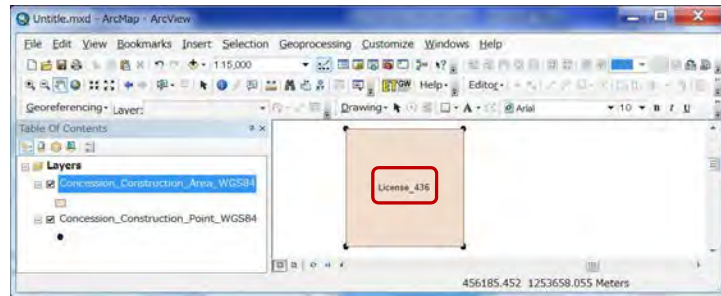 Untitle.mxd - ArcMap - ArcView
File Edit View Bookmarks Insert Selection Geoprocessing Customize Windows Help
1:15,000
Help Editor
Georeferencing Layer: Drawing A Arial 10 B I U
Table Of Contents
Layers
Concession_Construction_Area_WGS84
Concession_Construction_Point_WGS84
License_436
456185.452 1253658.055 Meters